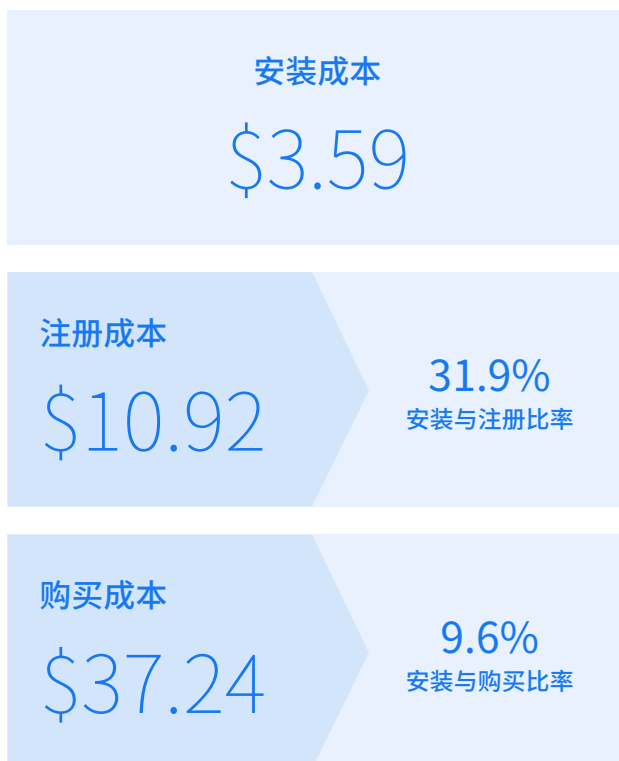 安装成本
$3.59
注册成本
$10.92
31.9%
安装与注册比率
购买成本
$37.24
9.6%
安装与购买比率